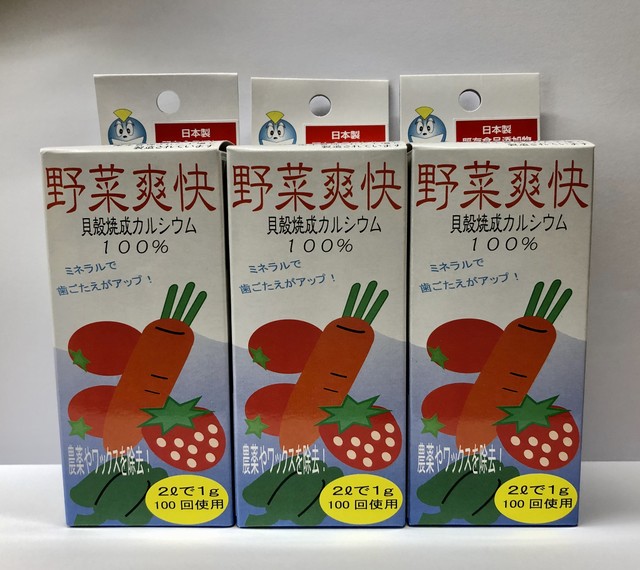 日本製
野菜爽快
貝殻焼成カルシウム
100%
ミネラルで
歯ごたえがアップ!
農薬やワックスを除去!
2ℓで1g
100回使用
日本製
野菜爽快
貝殻焼成カルシウム
100%
ミネラルで
歯ごたえがアップ!
農薬やワックスを除去!
2ℓで1g
100回使用
日本製
既存食品添加物
野菜爽快
貝殻焼成カルシウム
100%
ミネラルで
歯ごたえがアップ!
農薬やワックスを除去!
2ℓで1g
100回使用